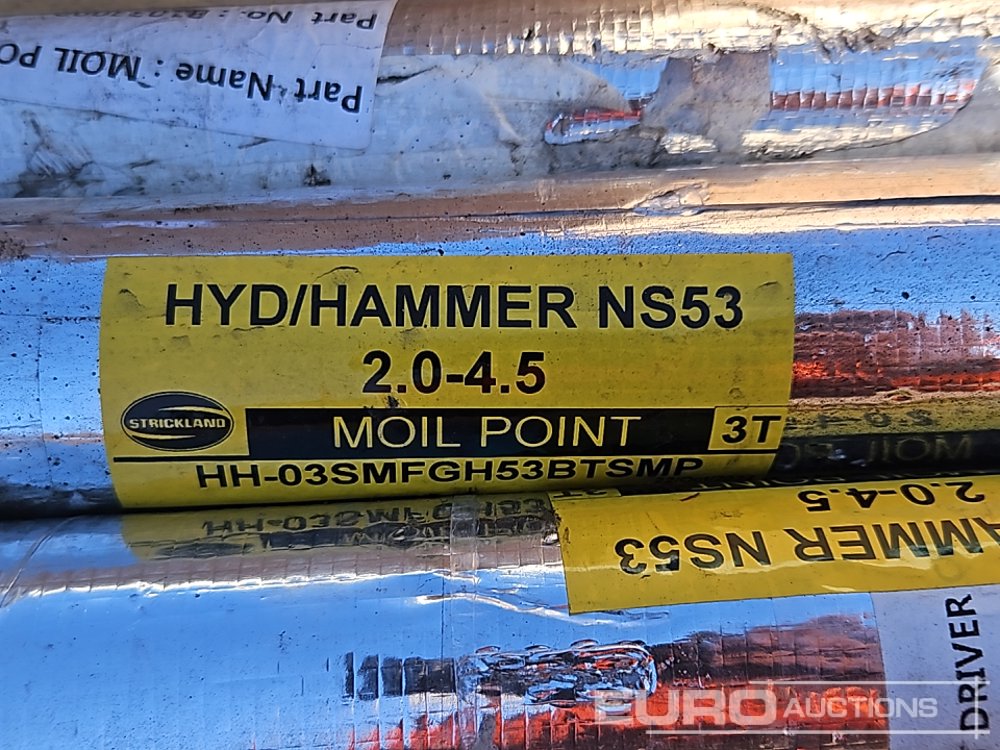 Part Name : MOIL PO
Part No. :
HYD/HAMMER NS53
2.0-4.5
STRICKLAND
MOIL POINT
3T
HH-03SMFGH53BTSMP
2.0-4.5
AMMER NS53
DRIVER
EURO AUCTIONS